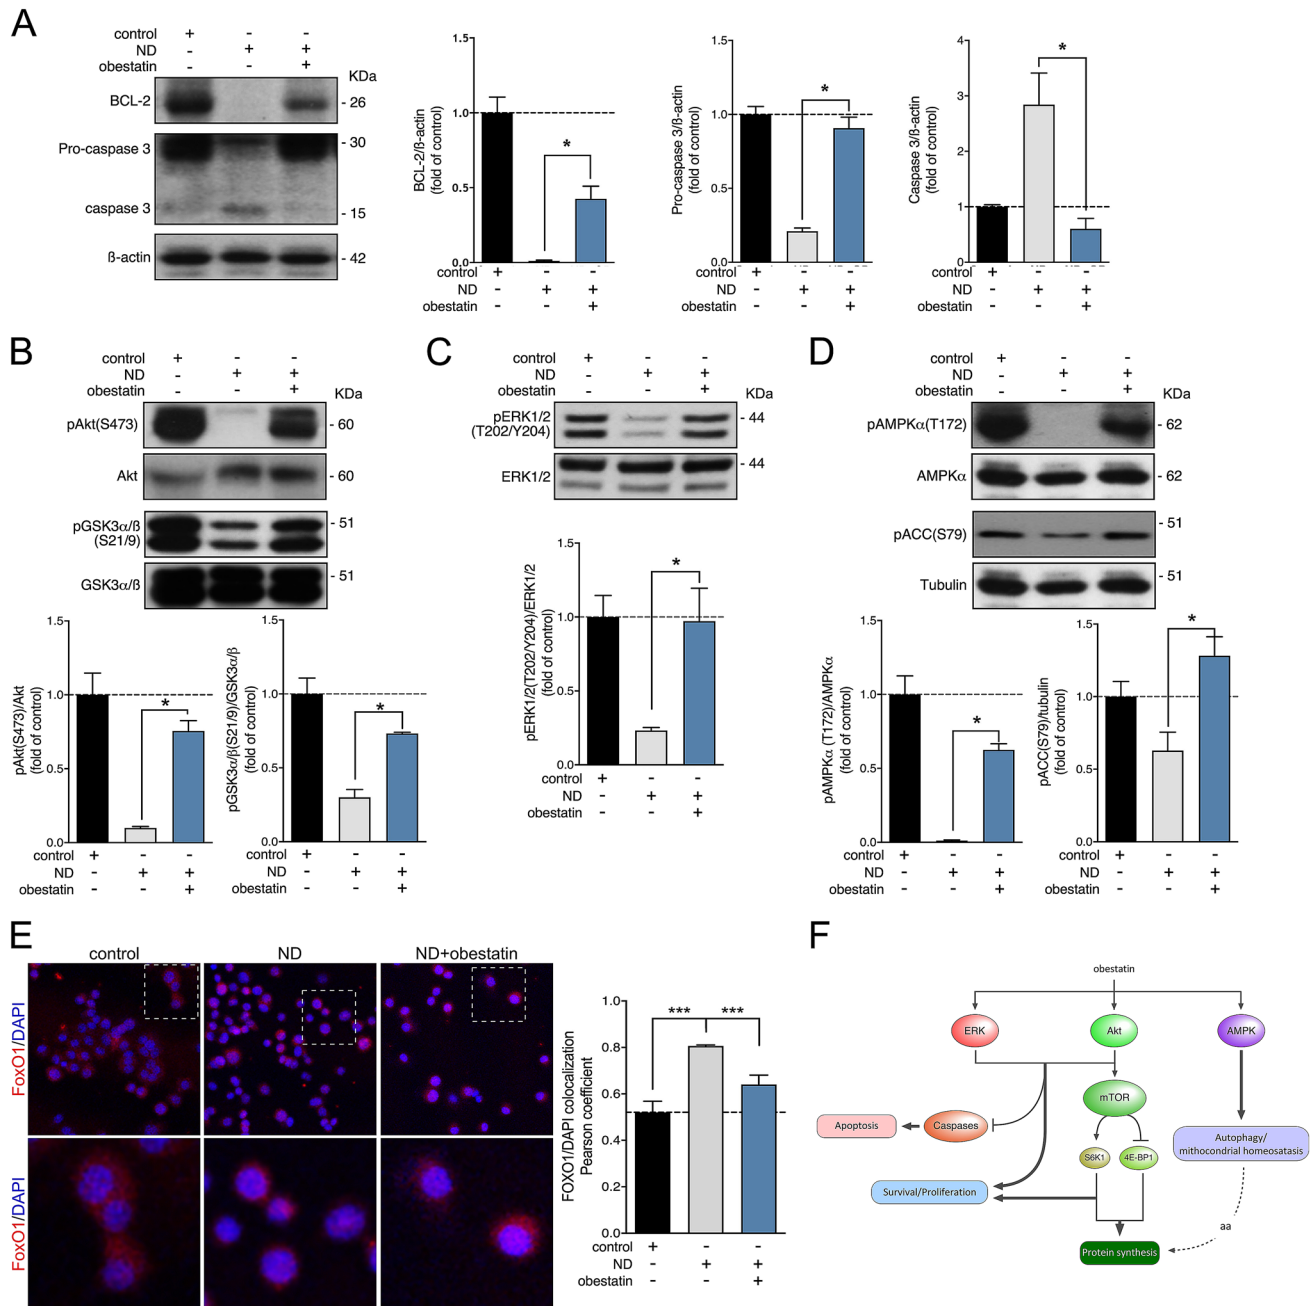 A
control + - -
ND - + +
obestatin - - +
KDa
BCL-2
- 26
Pro-caspase 3
- 30
caspase 3
- 15
ß-actin
- 42
BCL-2/ß-actin
(fold of control)
1.5
1.0
0.5
0.0
*
control + - -
ND - + +
obestatin - - +
Pro-caspase 3/ß-actin
(fold of control)
1.5
1.0
0.5
0.0
*
control + - -
ND - + +
obestatin - - +
Caspase 3/ß-actin
(fold of control)
4
3
2
1
0
*
control + - -
ND - + +
obestatin - - +
B
control + - -
ND - + +
obestatin - - +
KDa
pAkt(S473)
- 60
Akt
- 60
pGSK3α/ß
(S21/9)
- 51
GSK3α/ß
- 51
pAkt(S473)/Akt
(fold of control)
1.5
1.0
0.5
0.0
*
control + - -
ND - + +
obestatin - - +
pGSK3α/β(S21/9)/GSK3α/β
(fold of control)
1.5
1.0
0.5
0.0
*
control + - -
ND - + +
obestatin - - +
C
control + - -
ND - + +
obestatin - - +
KDa
pERK1/2
(T202/Y204)
- 44
ERK1/2
- 44
pERK1/2(T202/Y204)/ERK1/2
(fold of control)
1.5
1.0
0.5
0.0
*
control + - -
ND - + +
obestatin - - +
D
control + - -
ND - + +
obestatin - - +
KDa
pAMPKα(T172)
- 62
AMPKα
- 62
pACC(S79)
- 51
Tubulin
- 51
pAMPKα (T172)/AMPKα
(fold of control)
1.5
1.0
0.5
0.0
*
control + - -
ND - + +
obestatin - - +
pACC(S79)/tubulin
(fold of control)
1.5
1.0
0.5
0.0
*
control + - -
ND - + +
obestatin - - +
E
control
ND
ND+obestatin
FoxO1/DAPI
FoxO1/DAPI
FOXO1/DAPI colocalization
Pearson coefficient
1.0
0.8
0.6
0.4
0.2
0.0
***
***
control + - -
ND - + +
obestatin - - +
F
obestatin
ERK
Akt
AMPK
mTOR
Apoptosis
Caspases
S6K1
4E-BP1
Autophagy/
mithocondrial homeosatasis
Survival/Proliferation
aa
Protein synthesis